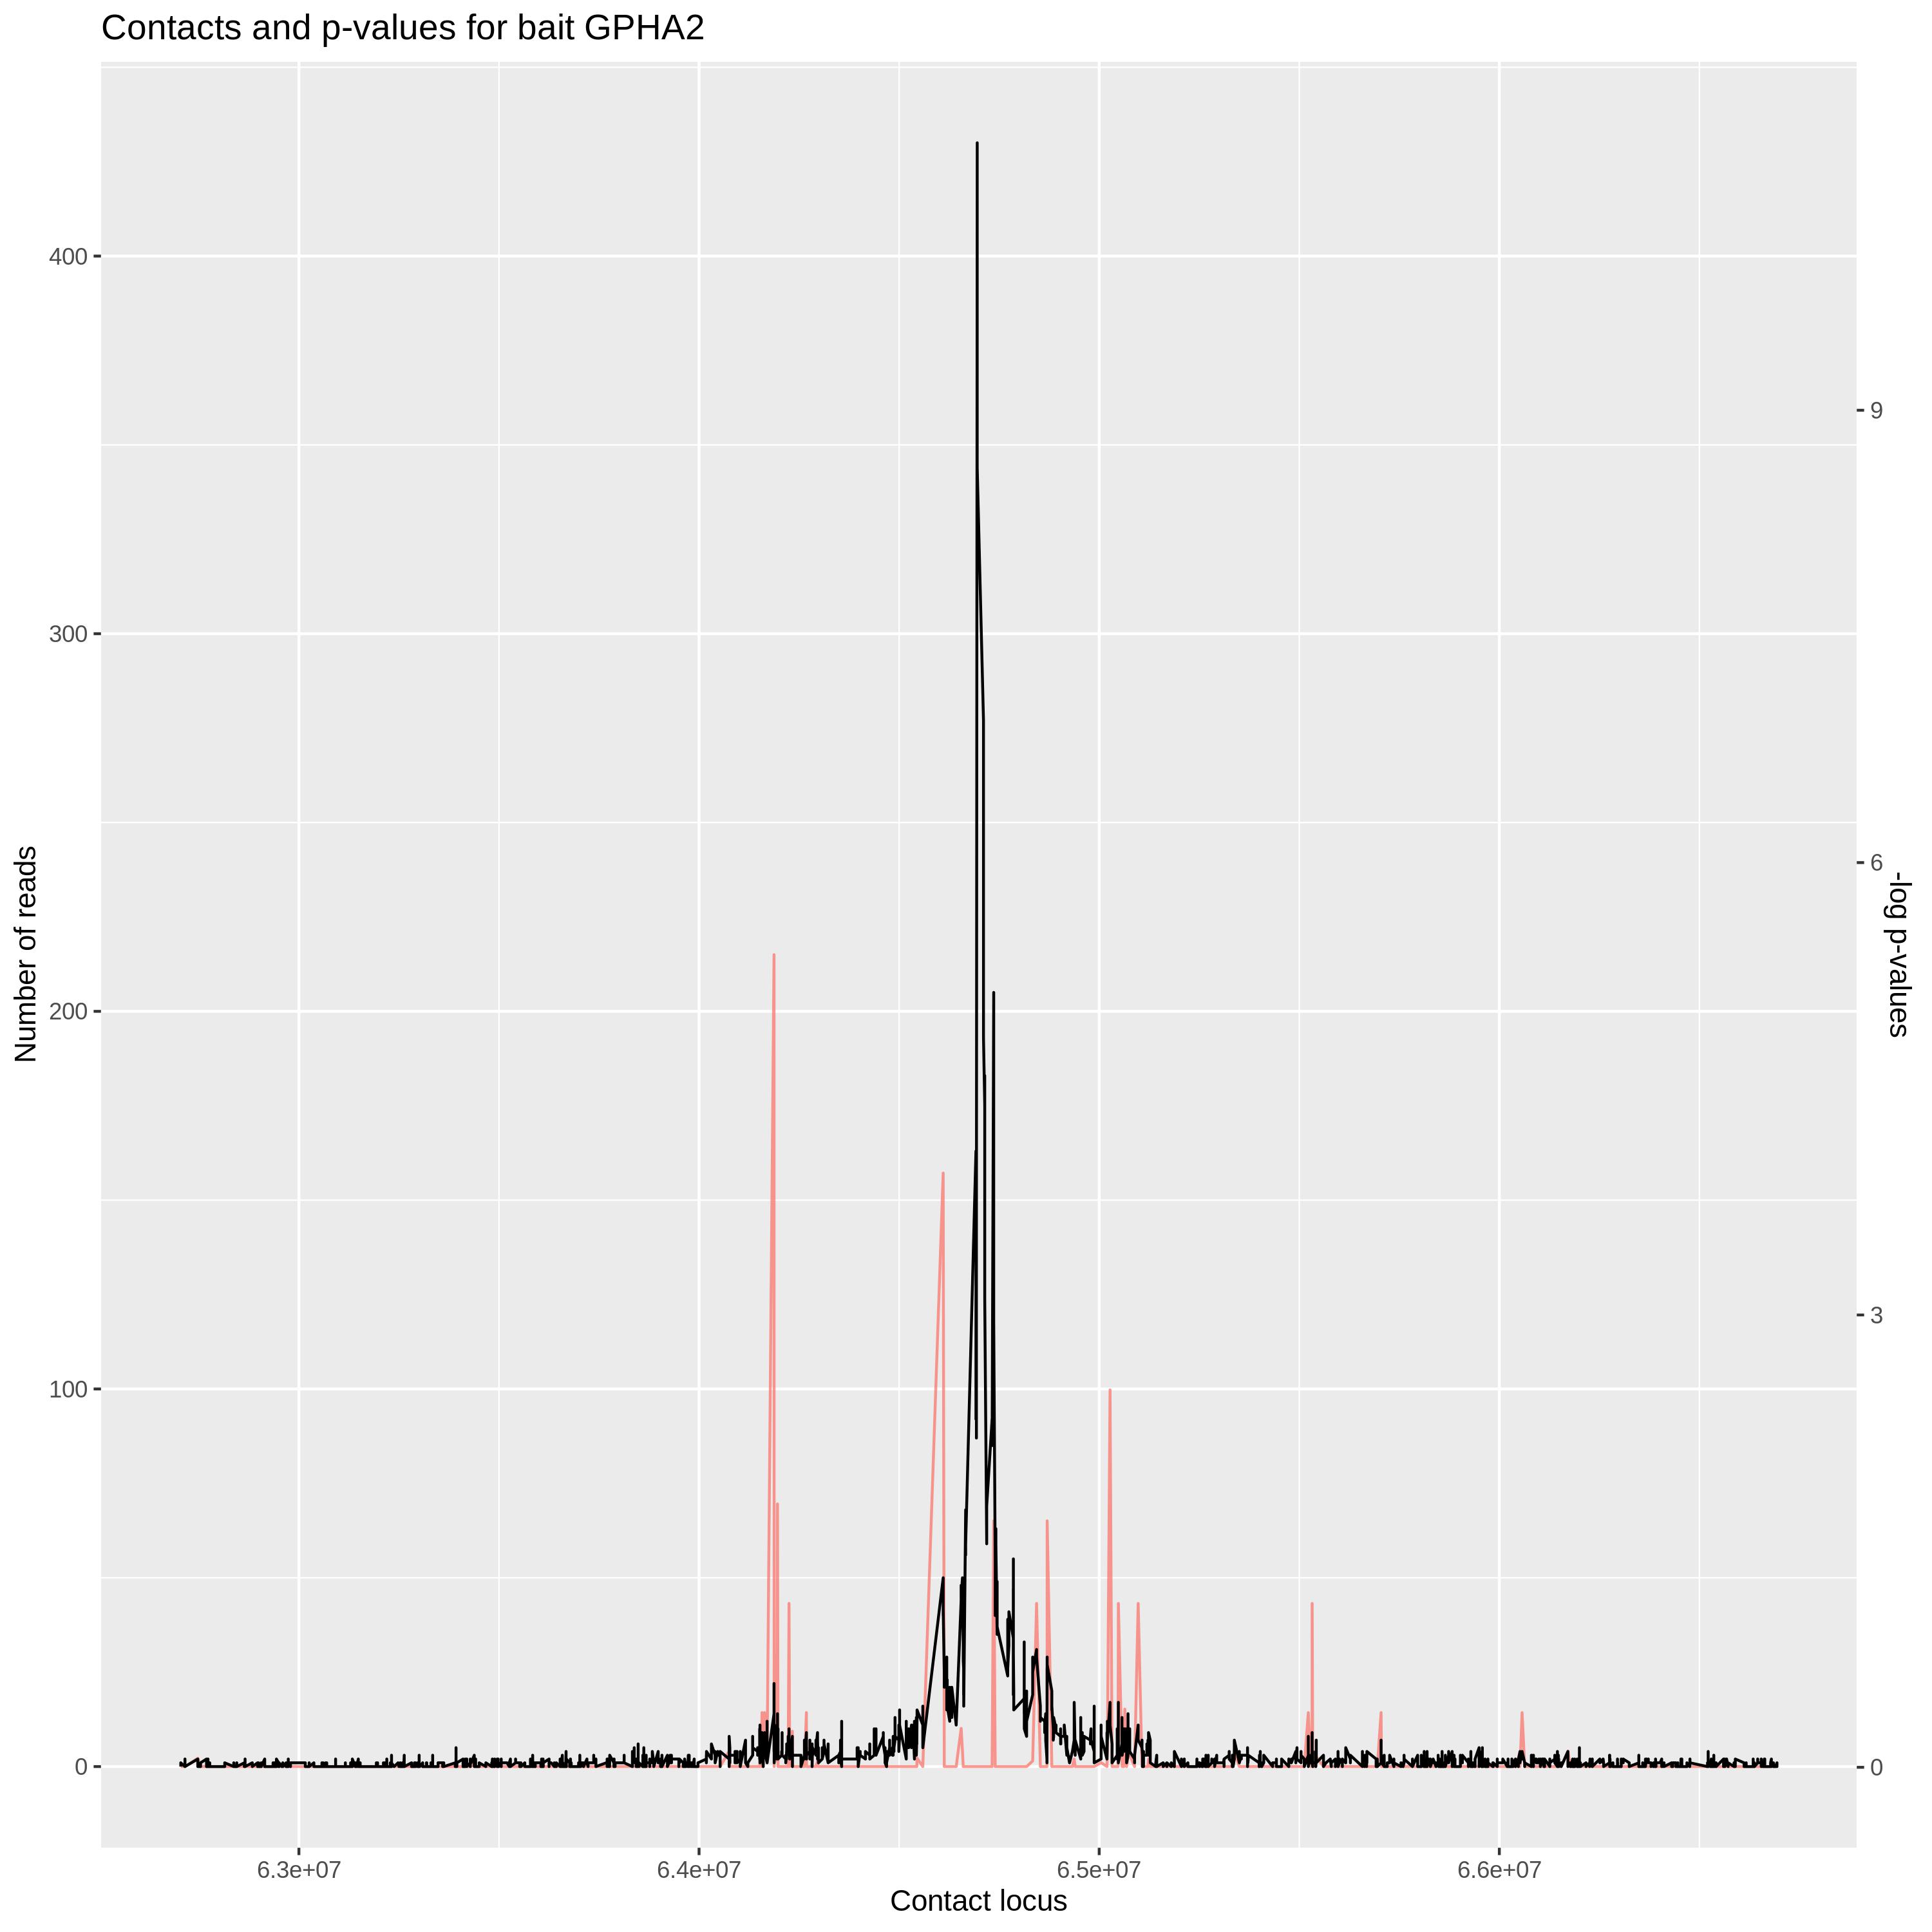 Contacts and p-values for bait GPHA2
400
300
200
100
0
Number of reads
9
6
3
0
-log p-values
6.3e+07
6.4e+07
6.5e+07
6.6e+07
Contact locus